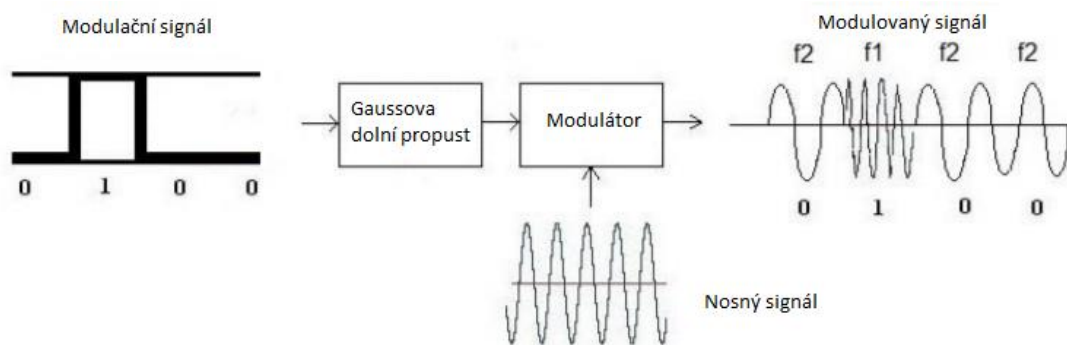 Modulační signál
0 1 0 0
Gaussova
dolní propust
Modulátor
Nosný signál
Modulovaný signál
f2 f1 f2 f2
0 1 0 0